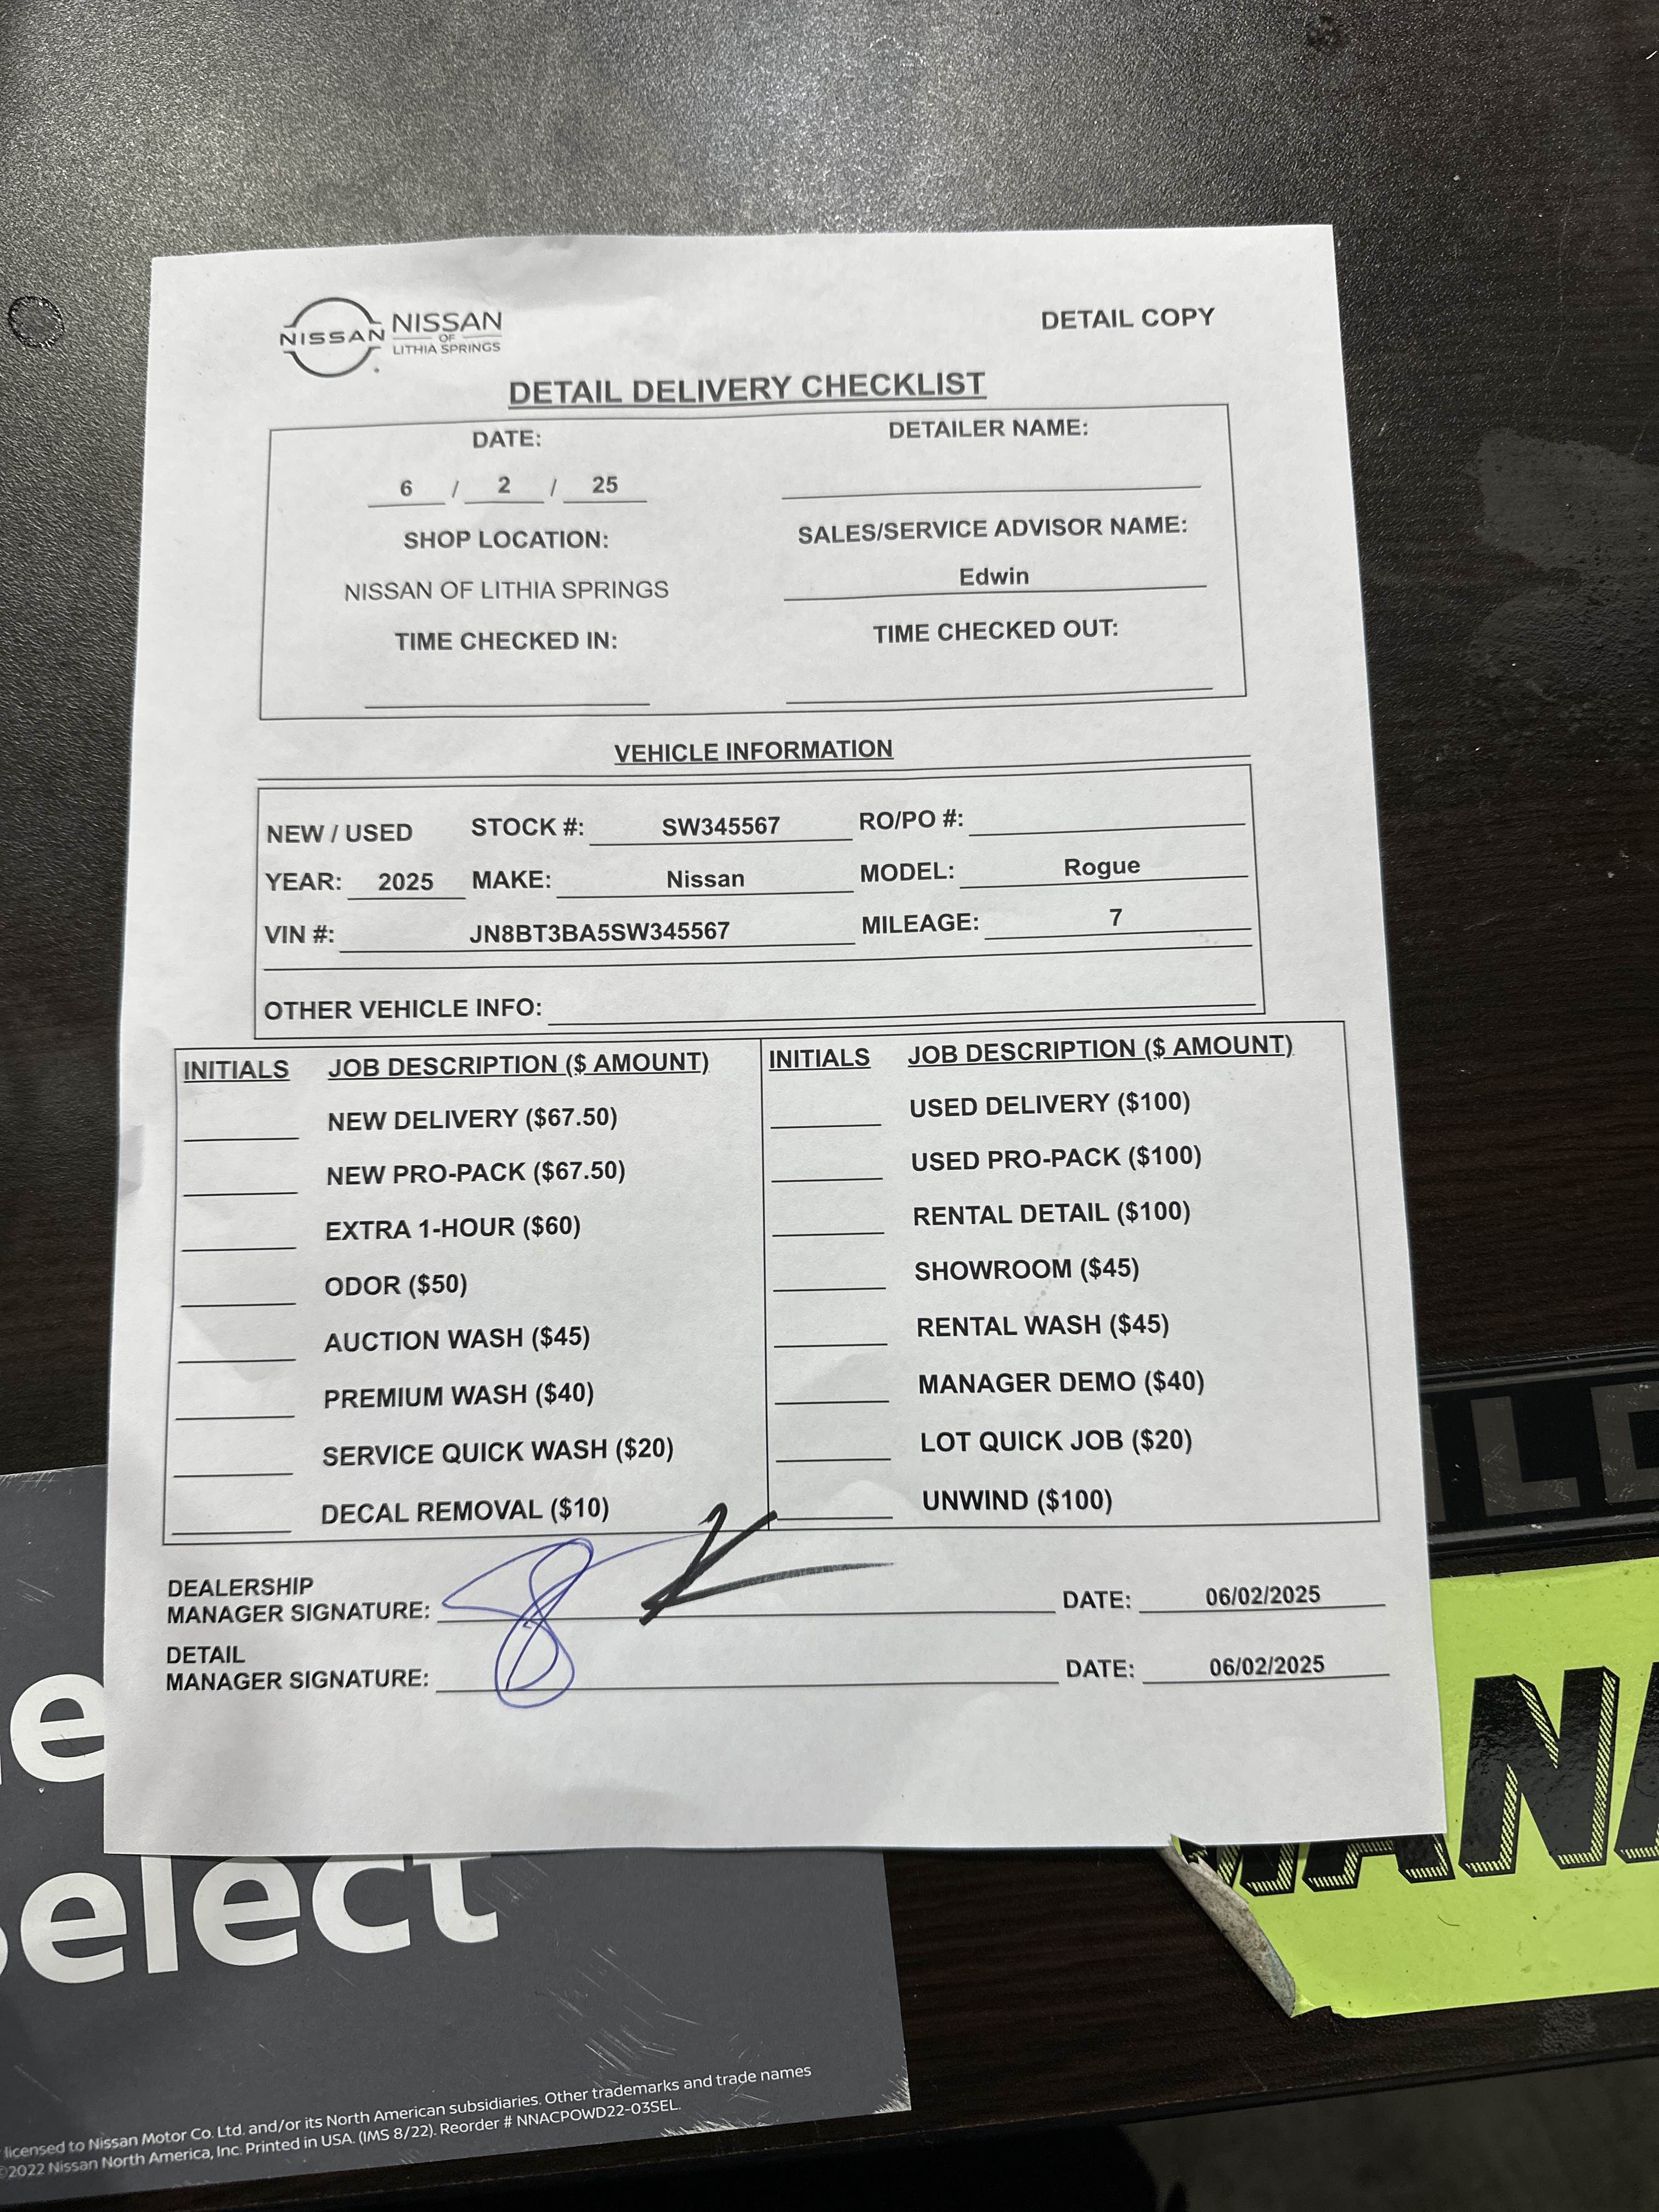 NISSAN NISSAN
OF
LITHIA SPRINGS
DETAIL COPY
DETAIL DELIVERY CHECKLIST
DATE: DETAILER NAME:
6 / 2 / 25
SHOP LOCATION: SALES/SERVICE ADVISOR NAME:
NISSAN OF LITHIA SPRINGS Edwin
TIME CHECKED IN: TIME CHECKED OUT:
VEHICLE INFORMATION
NEW / USED STOCK #: SW345567 RO/PO #:
YEAR: 2025 MAKE: Nissan MODEL: Rogue
VIN #: JN8BT3BA5SW345567 MILEAGE: 7
OTHER VEHICLE INFO:
INITIALS JOB DESCRIPTION ($ AMOUNT) INITIALS JOB DESCRIPTION ($ AMOUNT)
NEW DELIVERY ($67.50) USED DELIVERY ($100)
NEW PRO-PACK ($67.50) USED PRO-PACK ($100)
EXTRA 1-HOUR ($60) RENTAL DETAIL ($100)
ODOR ($50) SHOWROOM ($45)
AUCTION WASH ($45) RENTAL WASH ($45)
PREMIUM WASH ($40) MANAGER DEMO ($40)
SERVICE QUICK WASH ($20) LOT QUICK JOB ($20)
DECAL REMOVAL ($10) UNWIND ($100)
DEALERSHIP
MANAGER SIGNATURE: DATE: 06/02/2025
DETAIL
MANAGER SIGNATURE: DATE: 06/02/2025
select
licensed to Nissan Motor Co. Ltd. and/or its North American subsidiaries. Other trademarks and trade names
©2022 Nissan North America, Inc. Printed in USA. (IMS 8/22). Reorder # NNACPOWD22-03SEL.